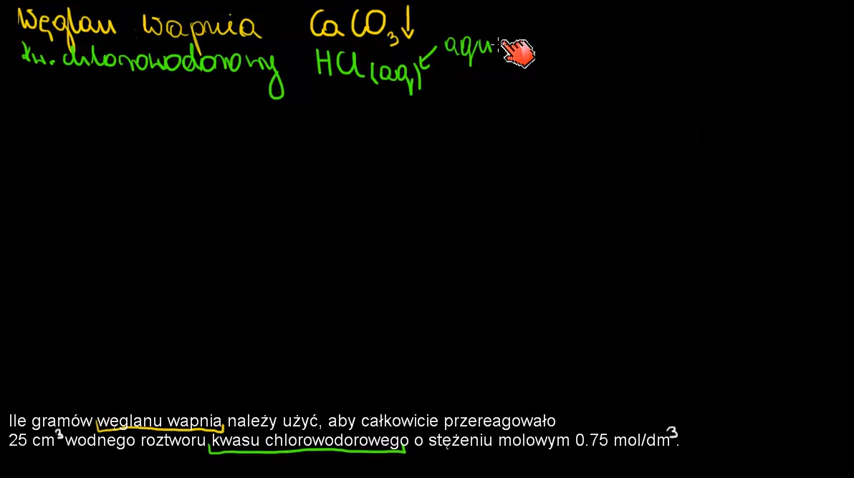 Węglan wapnia CaCO₃↓
kw. chlorowodorowy HCl(aq) aqu
Ile gramów węglanu wapnia należy użyć, aby całkowicie przereagowało
25 cm³ wodnego roztworu kwasu chlorowodorowego o stężeniu molowym 0.75 mol/dm³.